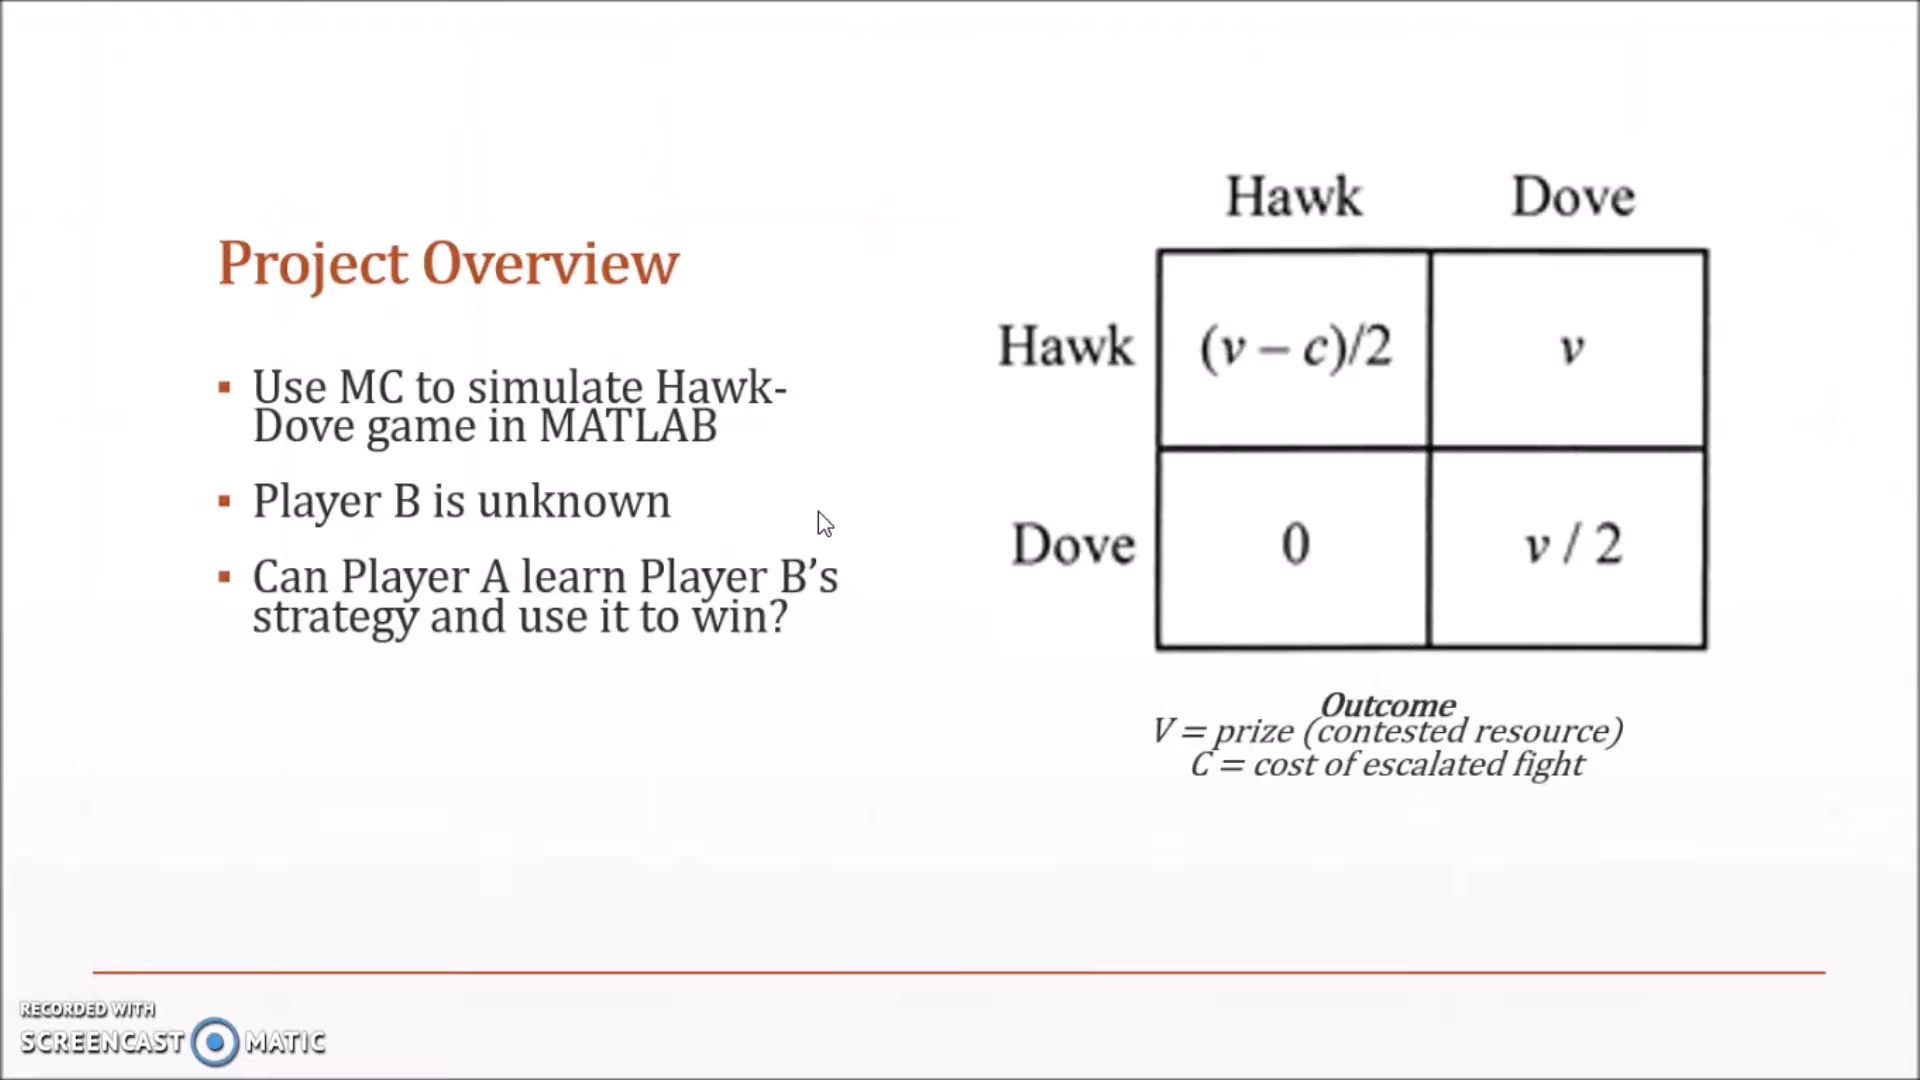 Project Overview
▪ Use MC to simulate Hawk-
Dove game in MATLAB
▪ Player B is unknown
▪ Can Player A learn Player B’s
strategy and use it to win?
Hawk Dove
Hawk (v – c)/2 v
Dove 0 v / 2
Outcome
V = prize (contested resource)
C = cost of escalated fight
RECORDED WITH
SCREENCAST MATIC